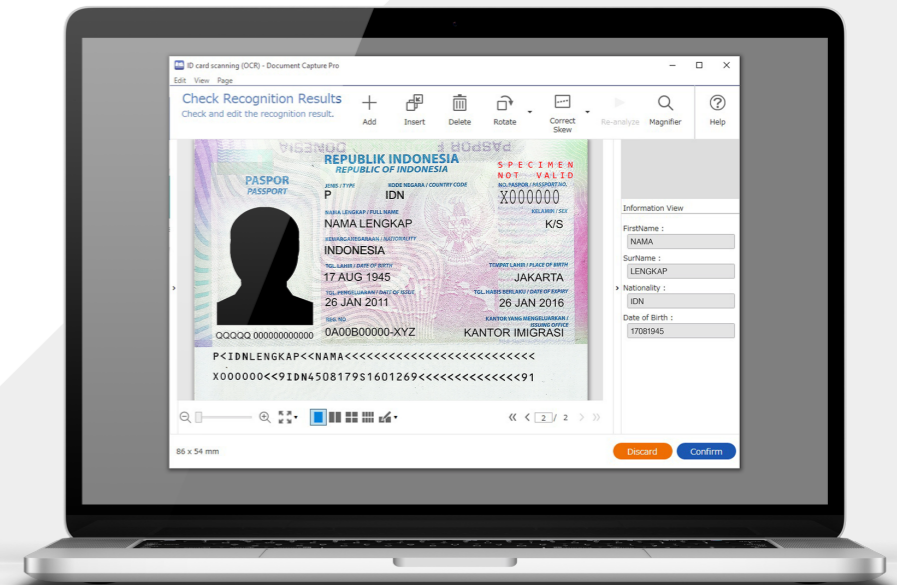 ID card scanning (OCR) - Document Capture Pro
Edit View Page
Check Recognition Results
Check and edit the recognition result.
Add Insert Delete Rotate Correct Skew Re-analyze Magnifier Help
REPUBLIK INDONESIA
REPUBLIC OF INDONESIA
SPECIMEN
NOT VALID
PASPOR
PASSPORT
JENIS / TYPE KODE NEGARA / COUNTRY CODE NO. PASPOR / PASSPORT NO.
P IDN X000000
NAMA LENGKAP / FULL NAME KELAMIN / SEX
NAMA LENGKAP K/S
KEWARGANEGARAAN / NATIONALITY
INDONESIA
TGL. LAHIR / DATE OF BIRTH TEMPAT LAHIR / PLACE OF BIRTH
17 AUG 1945 JAKARTA
TGL. PENGELUARAN / DATE OF ISSUE TGL. HABIS BERLAKU / DATE OF EXPIRY
26 JAN 2011 26 JAN 2016
REG. NO. KANTOR YANG MENGELUARKAN /
ISSUING OFFICE
0A00B00000-XYZ KANTOR IMIGRASI
QQQQQ 000000000000
P<IDNLENGKAP<<NAMA<<<<<<<<<<<<<<<<<<<<<<<<<<
X000000<<9IDN4508179S1601269<<<<<<<<<<<<<<91
Information View
FirstName :
NAMA
SurName :
LENGKAP
Nationality :
IDN
Date of Birth :
17081945
2 / 2
86 x 54 mm
Discard Confirm